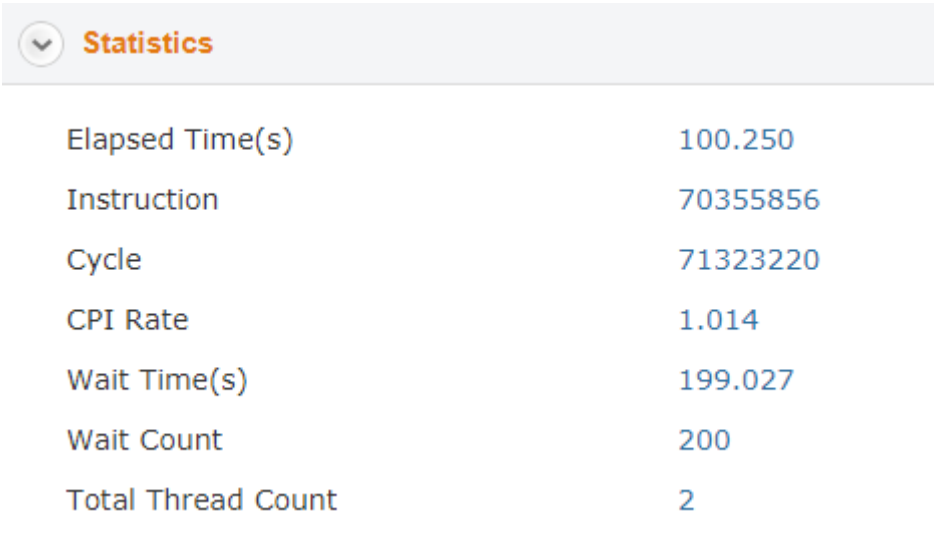 Statistics
Elapsed Time(s) 100.250
Instruction 70355856
Cycle 71323220
CPI Rate 1.014
Wait Time(s) 199.027
Wait Count 200
Total Thread Count 2